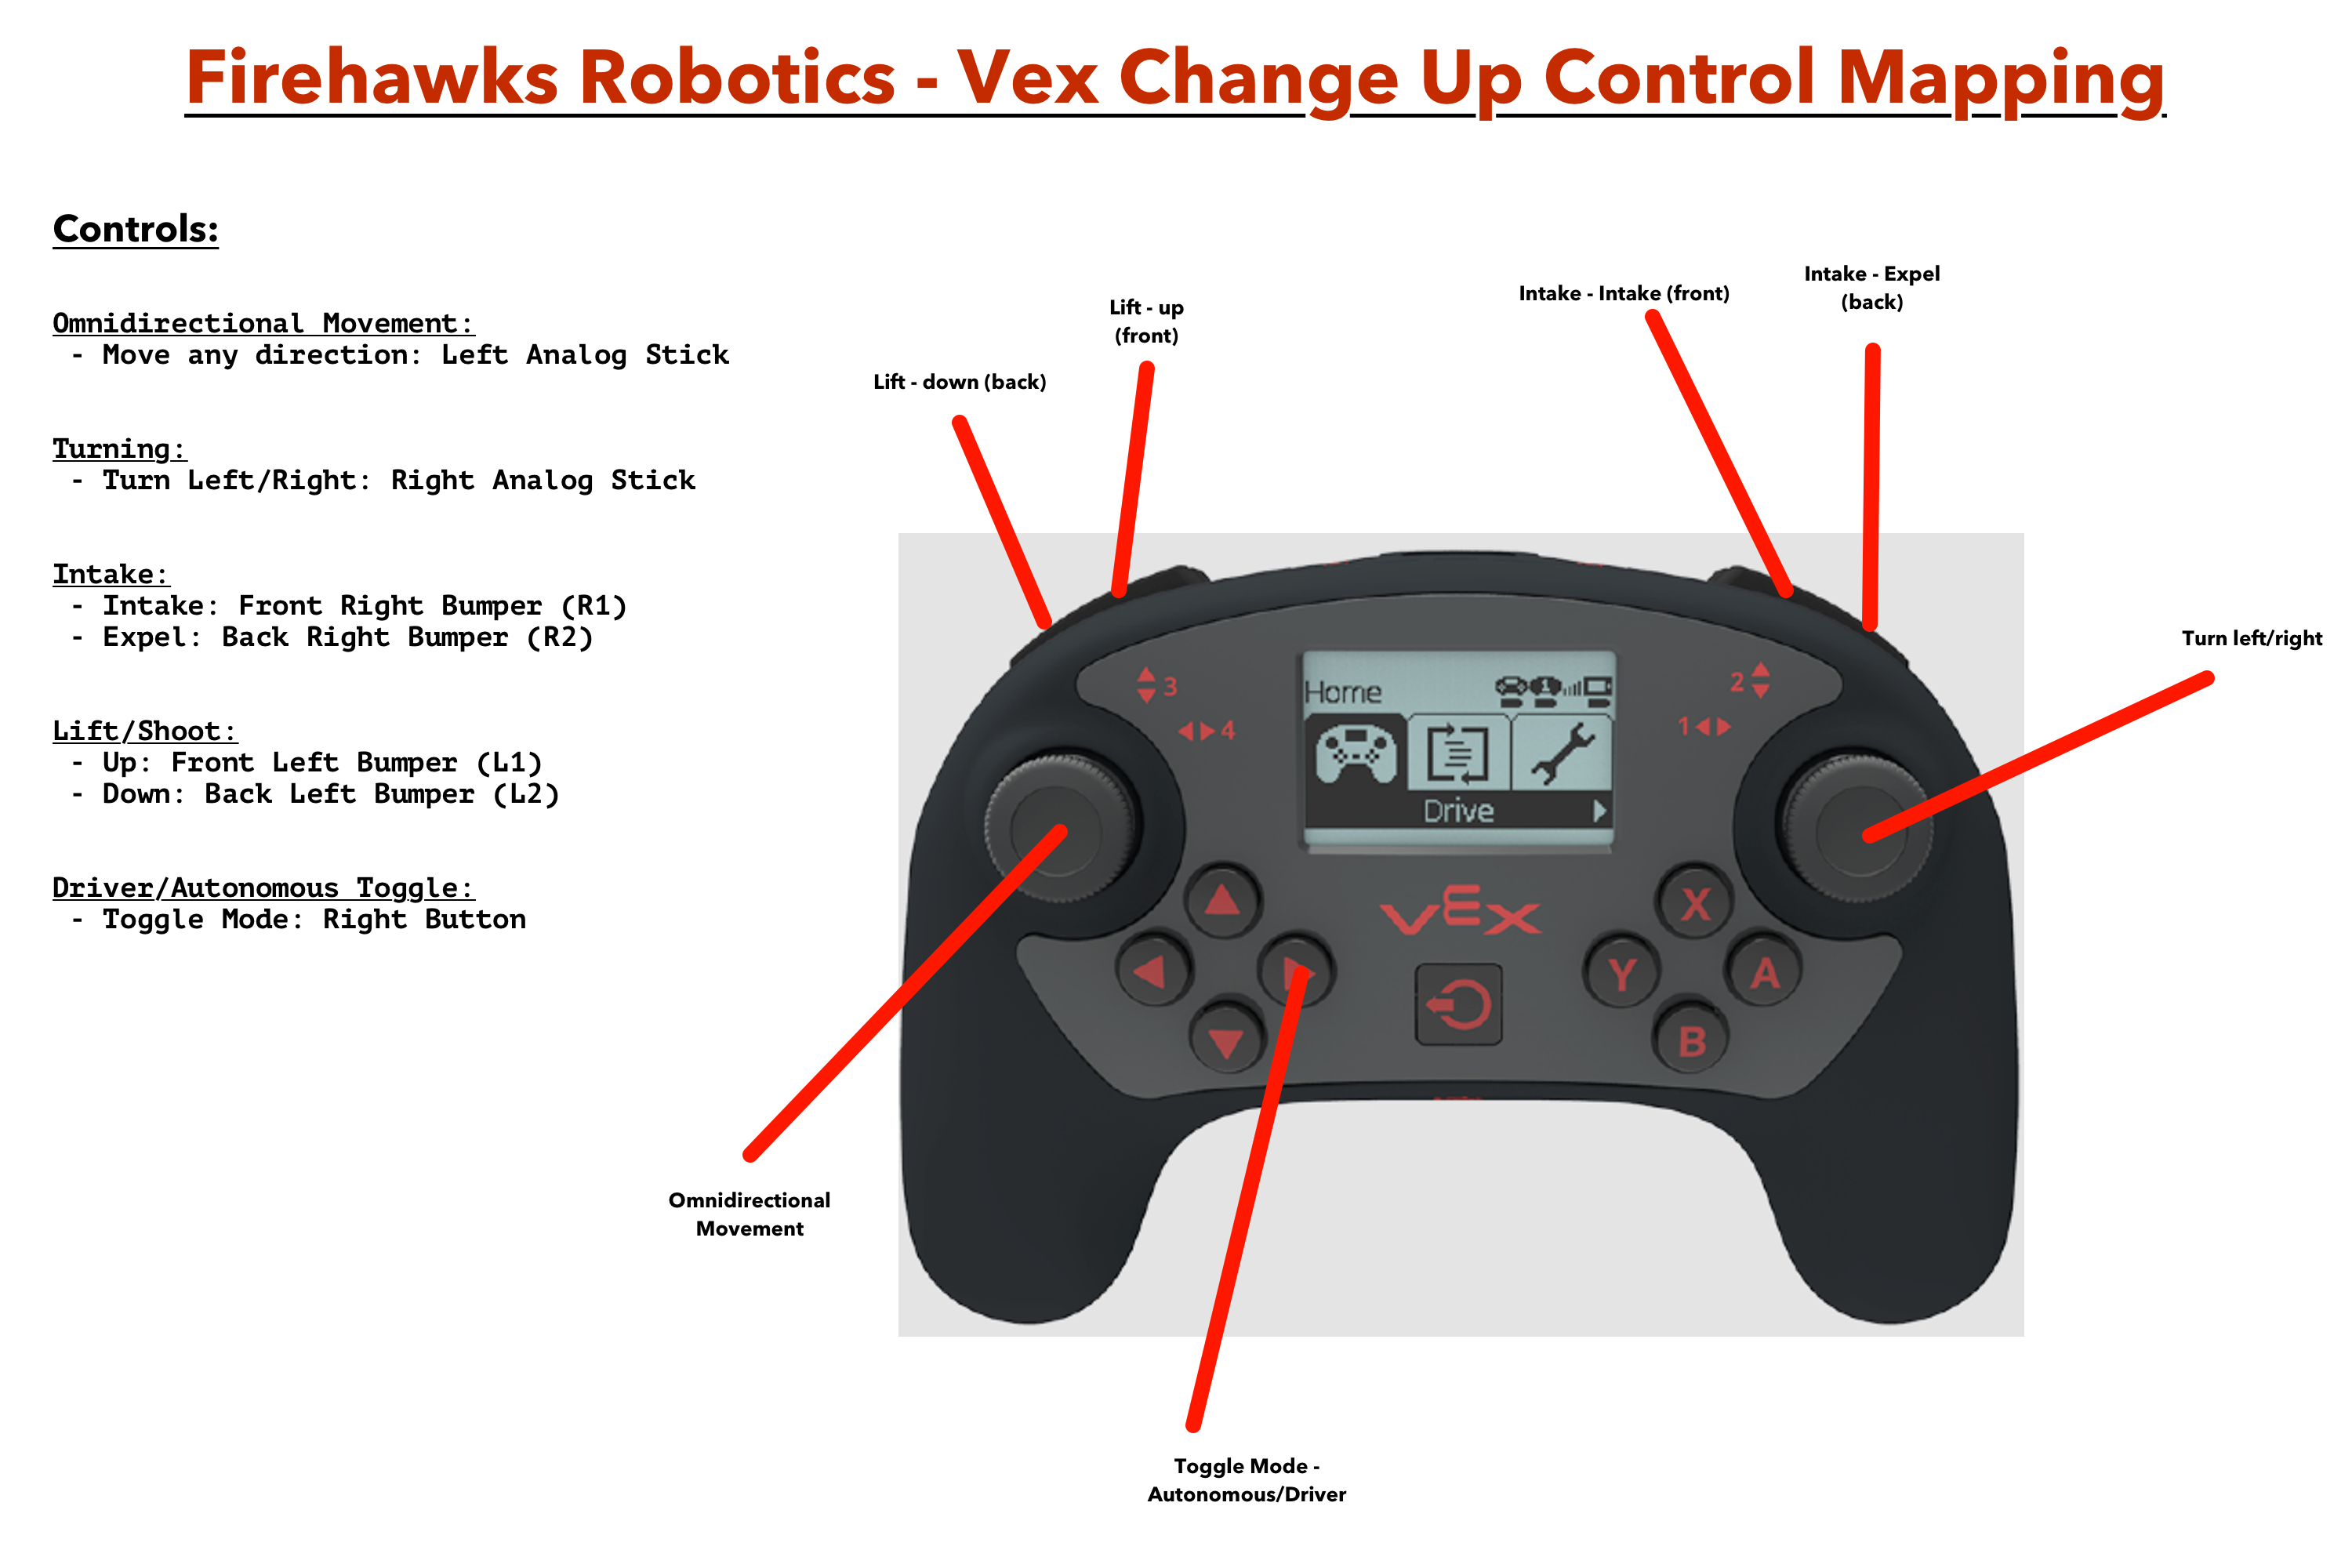 Firehawks Robotics - Vex Change Up Control Mapping
Controls:
Omnidirectional Movement:
- Move any direction: Left Analog Stick
Turning:
- Turn Left/Right: Right Analog Stick
Intake:
- Intake: Front Right Bumper (R1)
- Expel: Back Right Bumper (R2)
Lift/Shoot:
- Up: Front Left Bumper (L1)
- Down: Back Left Bumper (L2)
Driver/Autonomous Toggle:
- Toggle Mode: Right Button
Lift - down (back)
Lift - up
(front)
Intake - Intake (front)
Intake - Expel
(back)
Turn left/right
3
4
2
1
Home
1
Drive
VEX
X
Y
A
B
Omnidirectional
Movement
Toggle Mode -
Autonomous/Driver